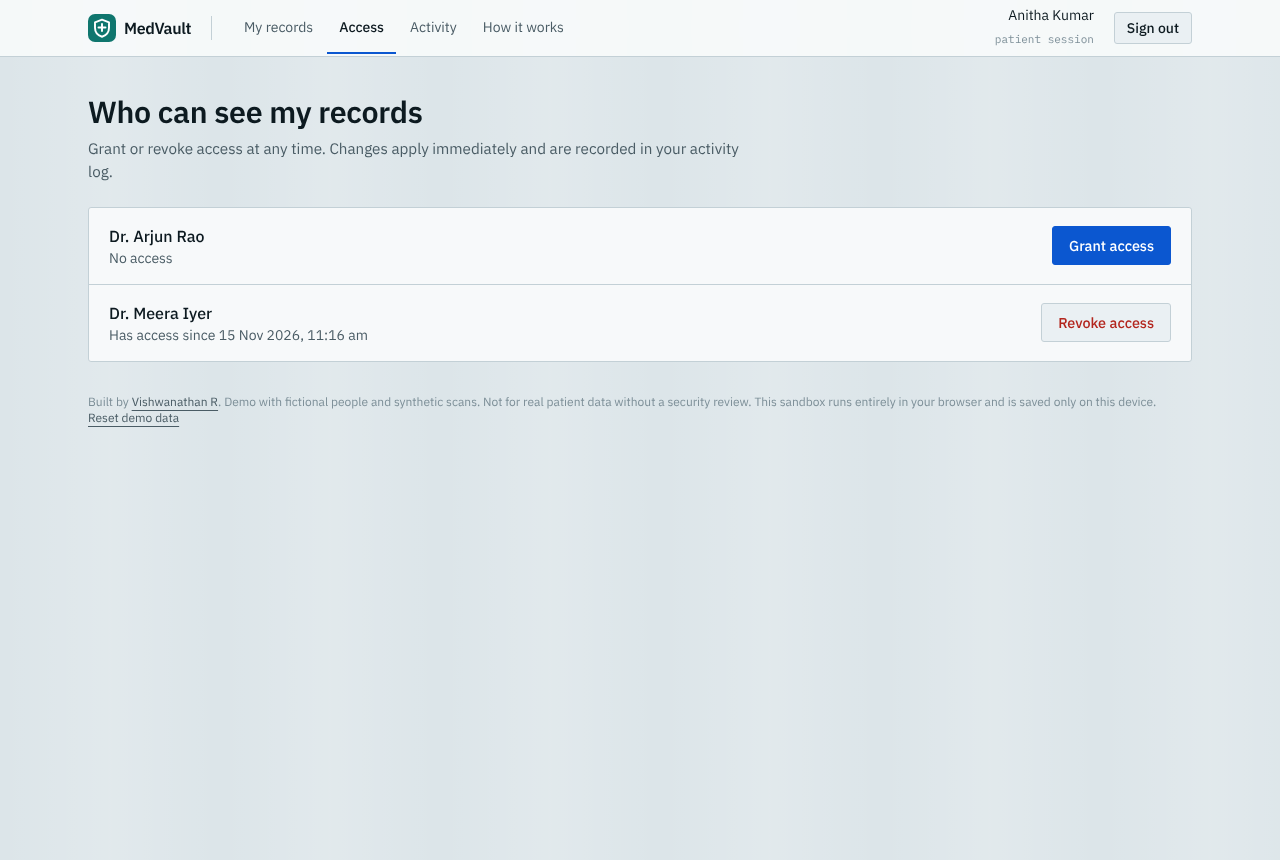 MedVault
My records
Access
Activity
How it works
Anitha Kumar
patient session
Sign out
Who can see my records
Grant or revoke access at any time. Changes apply immediately and are recorded in your activity
log.
Dr. Arjun Rao
No access
Grant access
Dr. Meera Iyer
Has access since 15 Nov 2026, 11:16 am
Revoke access
Built by Vishwanathan R. Demo with fictional people and synthetic scans. Not for real patient data without a security review. This sandbox runs entirely in your browser and is saved only on this device.
Reset demo data